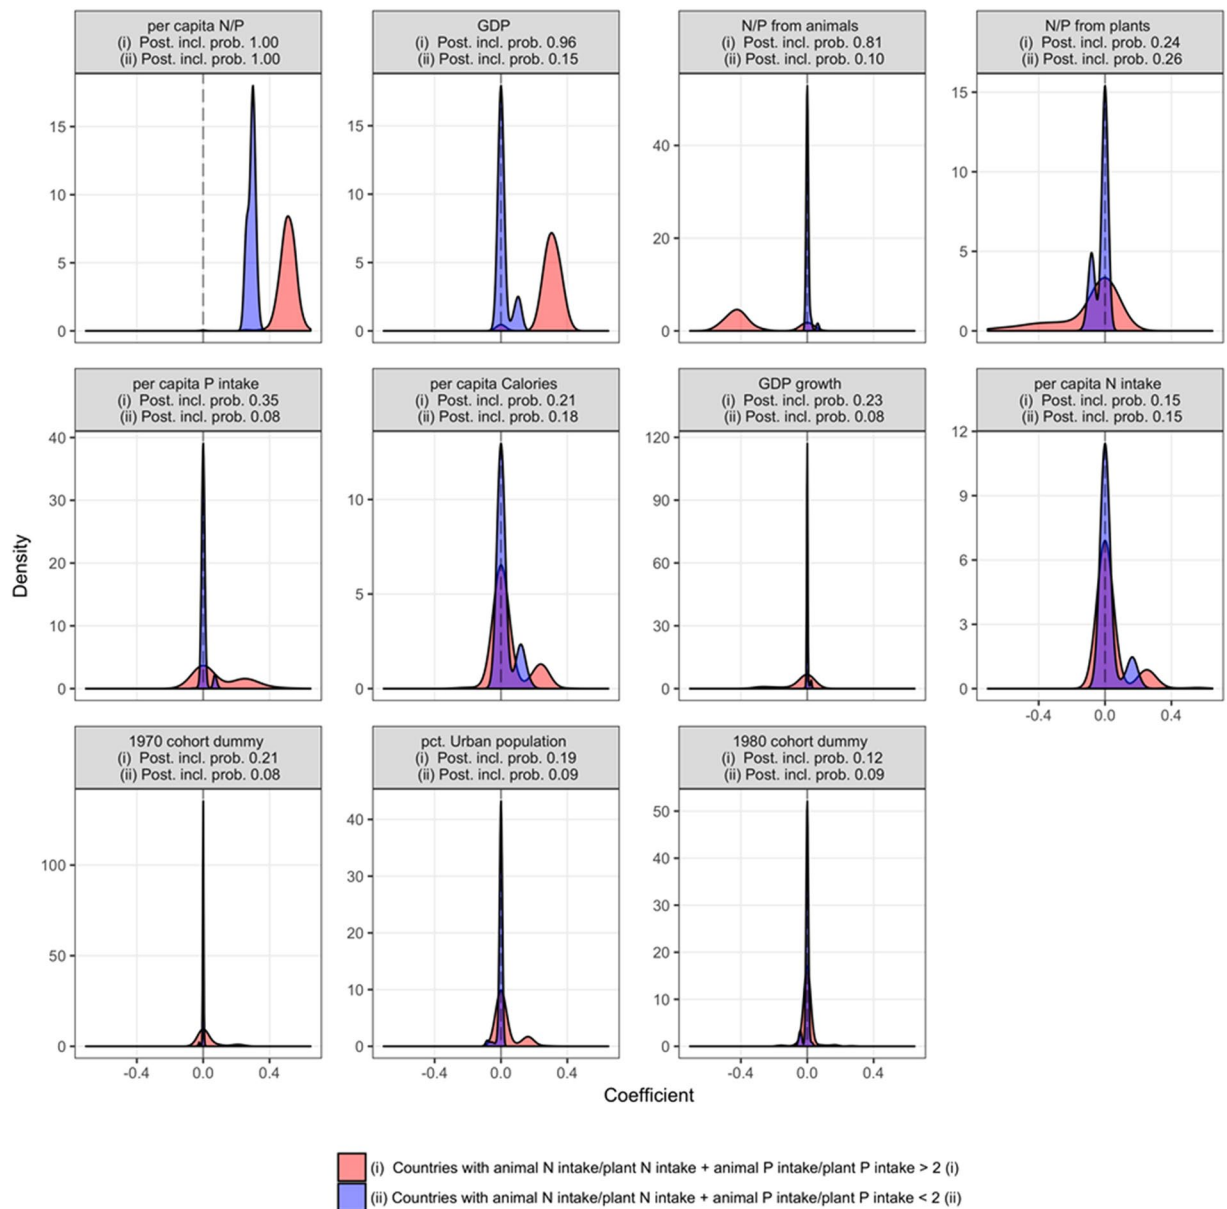 per capita N/P
(i) Post. incl. prob. 1.00
(ii) Post. incl. prob. 1.00
GDP
(i) Post. incl. prob. 0.96
(ii) Post. incl. prob. 0.15
N/P from animals
(i) Post. incl. prob. 0.81
(ii) Post. incl. prob. 0.10
N/P from plants
(i) Post. incl. prob. 0.24
(ii) Post. incl. prob. 0.26
15
10
5
0
15
10
5
0
40
20
0
15
10
5
0
per capita P intake
(i) Post. incl. prob. 0.35
(ii) Post. incl. prob. 0.08
per capita Calories
(i) Post. incl. prob. 0.21
(ii) Post. incl. prob. 0.18
GDP growth
(i) Post. incl. prob. 0.23
(ii) Post. incl. prob. 0.08
per capita N intake
(i) Post. incl. prob. 0.15
(ii) Post. incl. prob. 0.15
Density
40
30
20
10
0
10
5
0
120
90
60
30
0
12
9
6
3
0
-0.4 0.0 0.4
1970 cohort dummy
(i) Post. incl. prob. 0.21
(ii) Post. incl. prob. 0.08
pct. Urban population
(i) Post. incl. prob. 0.19
(ii) Post. incl. prob. 0.09
1980 cohort dummy
(i) Post. incl. prob. 0.12
(ii) Post. incl. prob. 0.09
100
50
0
40
30
20
10
0
50
40
30
20
10
0
-0.4 0.0 0.4
-0.4 0.0 0.4
-0.4 0.0 0.4
Coefficient
(i) Countries with animal N intake/plant N intake + animal P intake/plant P intake > 2 (i)
(ii) Countries with animal N intake/plant N intake + animal P intake/plant P intake < 2 (ii)